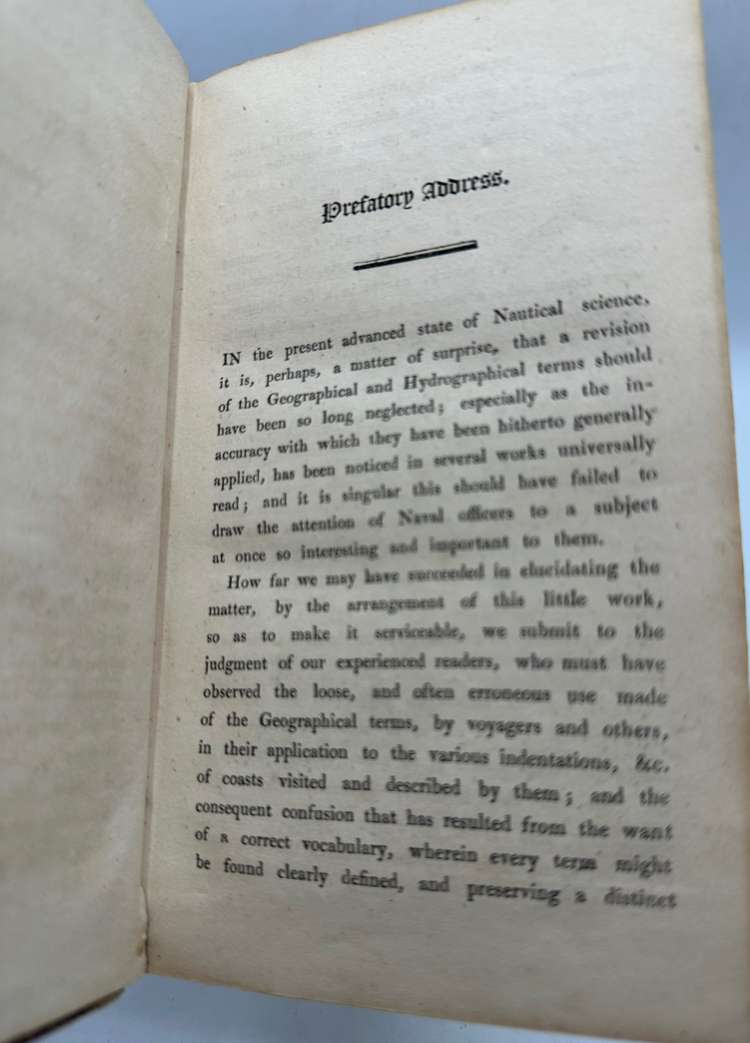 Prefatory Address.
IN the present advanced state of Nautical science,
it is, perhaps, a matter of surprise, that a revision
of the Geographical and Hydrographical terms should
have been so long neglected; especially as the in-
accuracy with which they have been hitherto generally
applied, has been noticed in several works universally
read; and it is singular this should have failed to
draw the attention of Naval officers to a subject
at once so interesting and important to them.
How far we may have succeeded in elucidating the
matter, by the arrangement of this little work,
so as to make it serviceable, we submit to the
judgment of our experienced readers, who must have
observed the loose, and often erroneous use made
of the Geographical terms, by voyagers and others,
in their application to the various indentations, &c.
of coasts visited and described by them; and the
consequent confusion that has resulted from the want
of a correct vocabulary, wherein every term might
be found clearly defined, and preserving a distinct